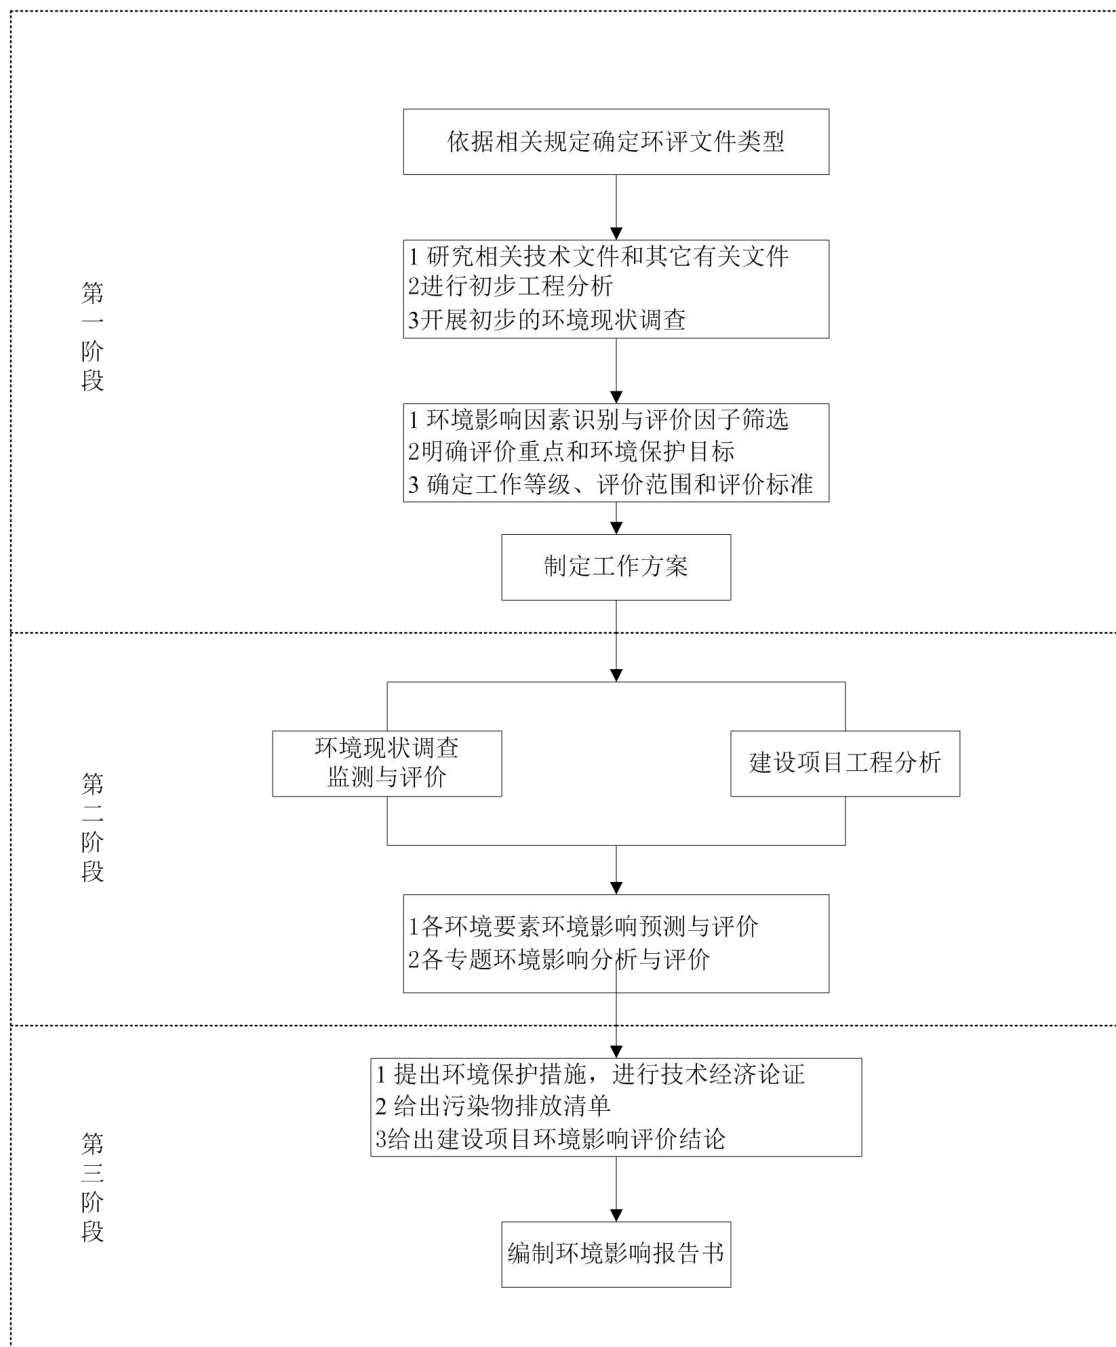 依据相关规定确定环评文件类型
1 研究相关技术文件和其它有关文件
2进行初步工程分析
3开展初步的环境现状调查
第一阶段
1 环境影响因素识别与评价因子筛选
2明确评价重点和环境保护目标
3 确定工作等级、评价范围和评价标准
制定工作方案
环境现状调查
监测与评价
建设项目工程分析
第二阶段
1各环境要素环境影响预测与评价
2各专题环境影响分析与评价
1 提出环境保护措施，进行技术经济论证
2 给出污染物排放清单
3给出建设项目环境影响评价结论
第三阶段
编制环境影响报告书